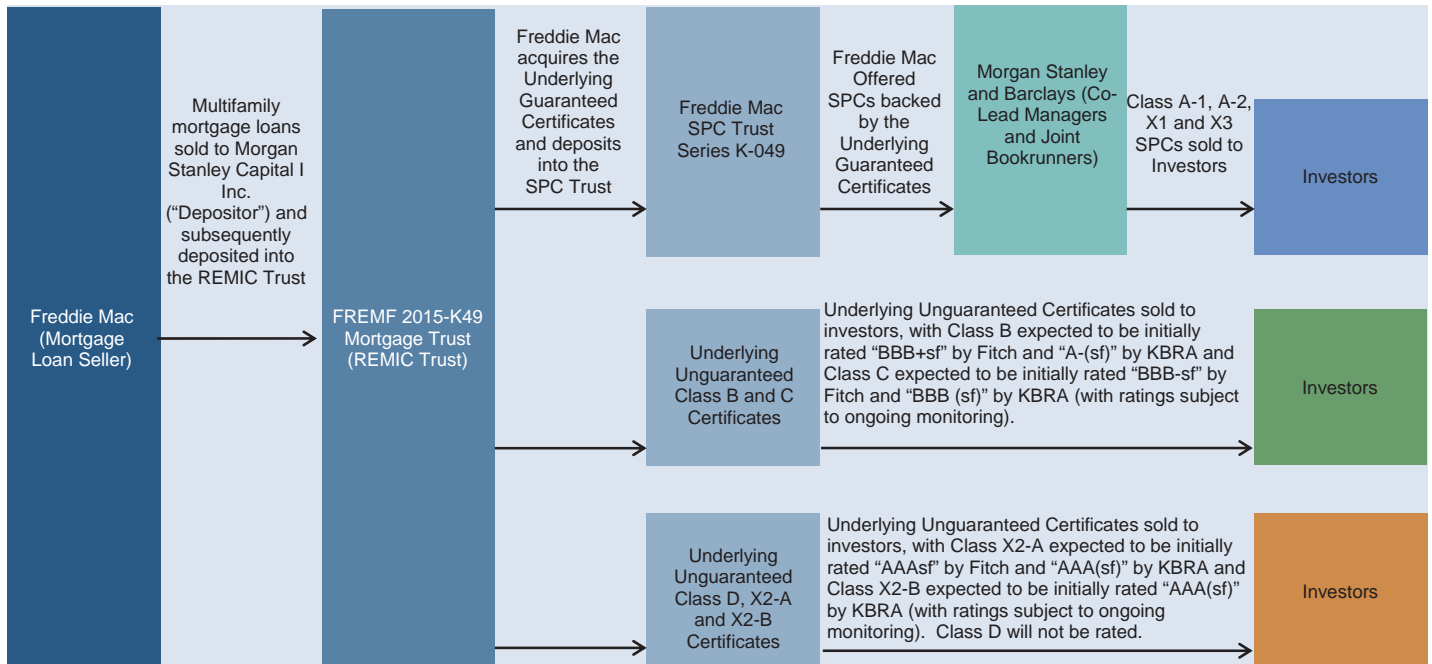 Freddie Mac
(Mortgage
Loan Seller)
Multifamily
mortgage loans
sold to Morgan
Stanley Capital I
Inc.
(“Depositor”) and
subsequently
deposited into
the REMIC Trust
FREMF 2015-K49
Mortgage Trust
(REMIC Trust)
Freddie Mac
acquires the
Underlying
Guaranteed
Certificates
and deposits
into the
SPC Trust
Freddie Mac
SPC Trust
Series K-049
Freddie Mac
Offered
SPCs backed
by the
Underlying
Guaranteed
Certificates
Morgan Stanley
and Barclays (Co-
Lead Managers
and Joint
Bookrunners)
Class A-1, A-2,
X1 and X3
SPCs sold to
Investors
Investors
Underlying
Unguaranteed
Class B and C
Certificates
Underlying Unguaranteed Certificates sold to
investors, with Class B expected to be initially
rated “BBB+sf” by Fitch and “A-(sf)” by KBRA and
Class C expected to be initially rated “BBB-sf” by
Fitch and “BBB (sf)” by KBRA (with ratings subject
to ongoing monitoring).
Investors
Underlying
Unguaranteed
Class D, X2-A
and X2-B
Certificates
Underlying Unguaranteed Certificates sold to
investors, with Class X2-A expected to be initially
rated “AAAsf” by Fitch and “AAA(sf)” by KBRA and
Class X2-B expected to be initially rated “AAA(sf)”
by KBRA (with ratings subject to ongoing
monitoring).  Class D will not be rated.
Investors